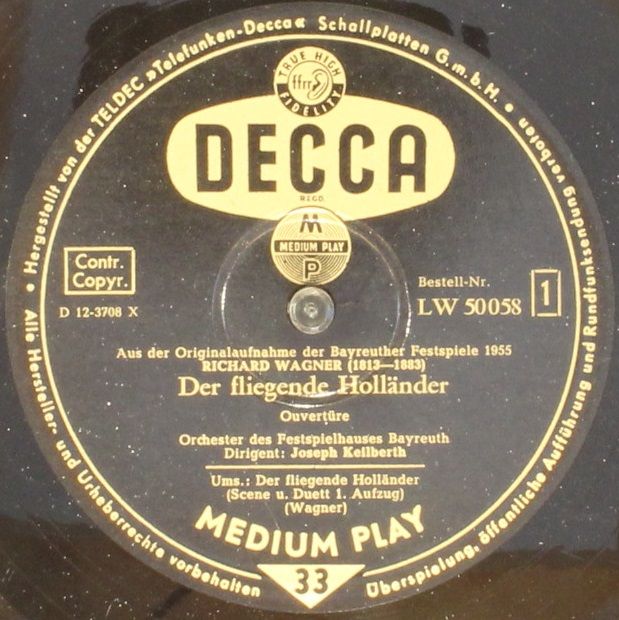 • Hergestellt von der TELDEC »Telefunken-Decca« Schallplatten G.m.b.H. •
TRUE HIGH
ffrr
FIDELITY
DECCA
REGD.
M
MEDIUM PLAY
P
Contr.
Copyr.
D 12-3708 X
Bestell-Nr.
LW 50058
1
Aus der Originalaufnahme der Bayreuther Festspiele 1955
RICHARD WAGNER (1813—1883)
Der fliegende Holländer
Ouvertüre
Orchester des Festspielhauses Bayreuth
Dirigent: Joseph Keilberth
Ums.: Der fliegende Holländer
(Scene u. Duett 1. Aufzug)
(Wagner)
MEDIUM PLAY
33
Alle Hersteller- und Urheberrechte vorbehalten
Überspielung, öffentliche Aufführung und Rundfunksendung verboten